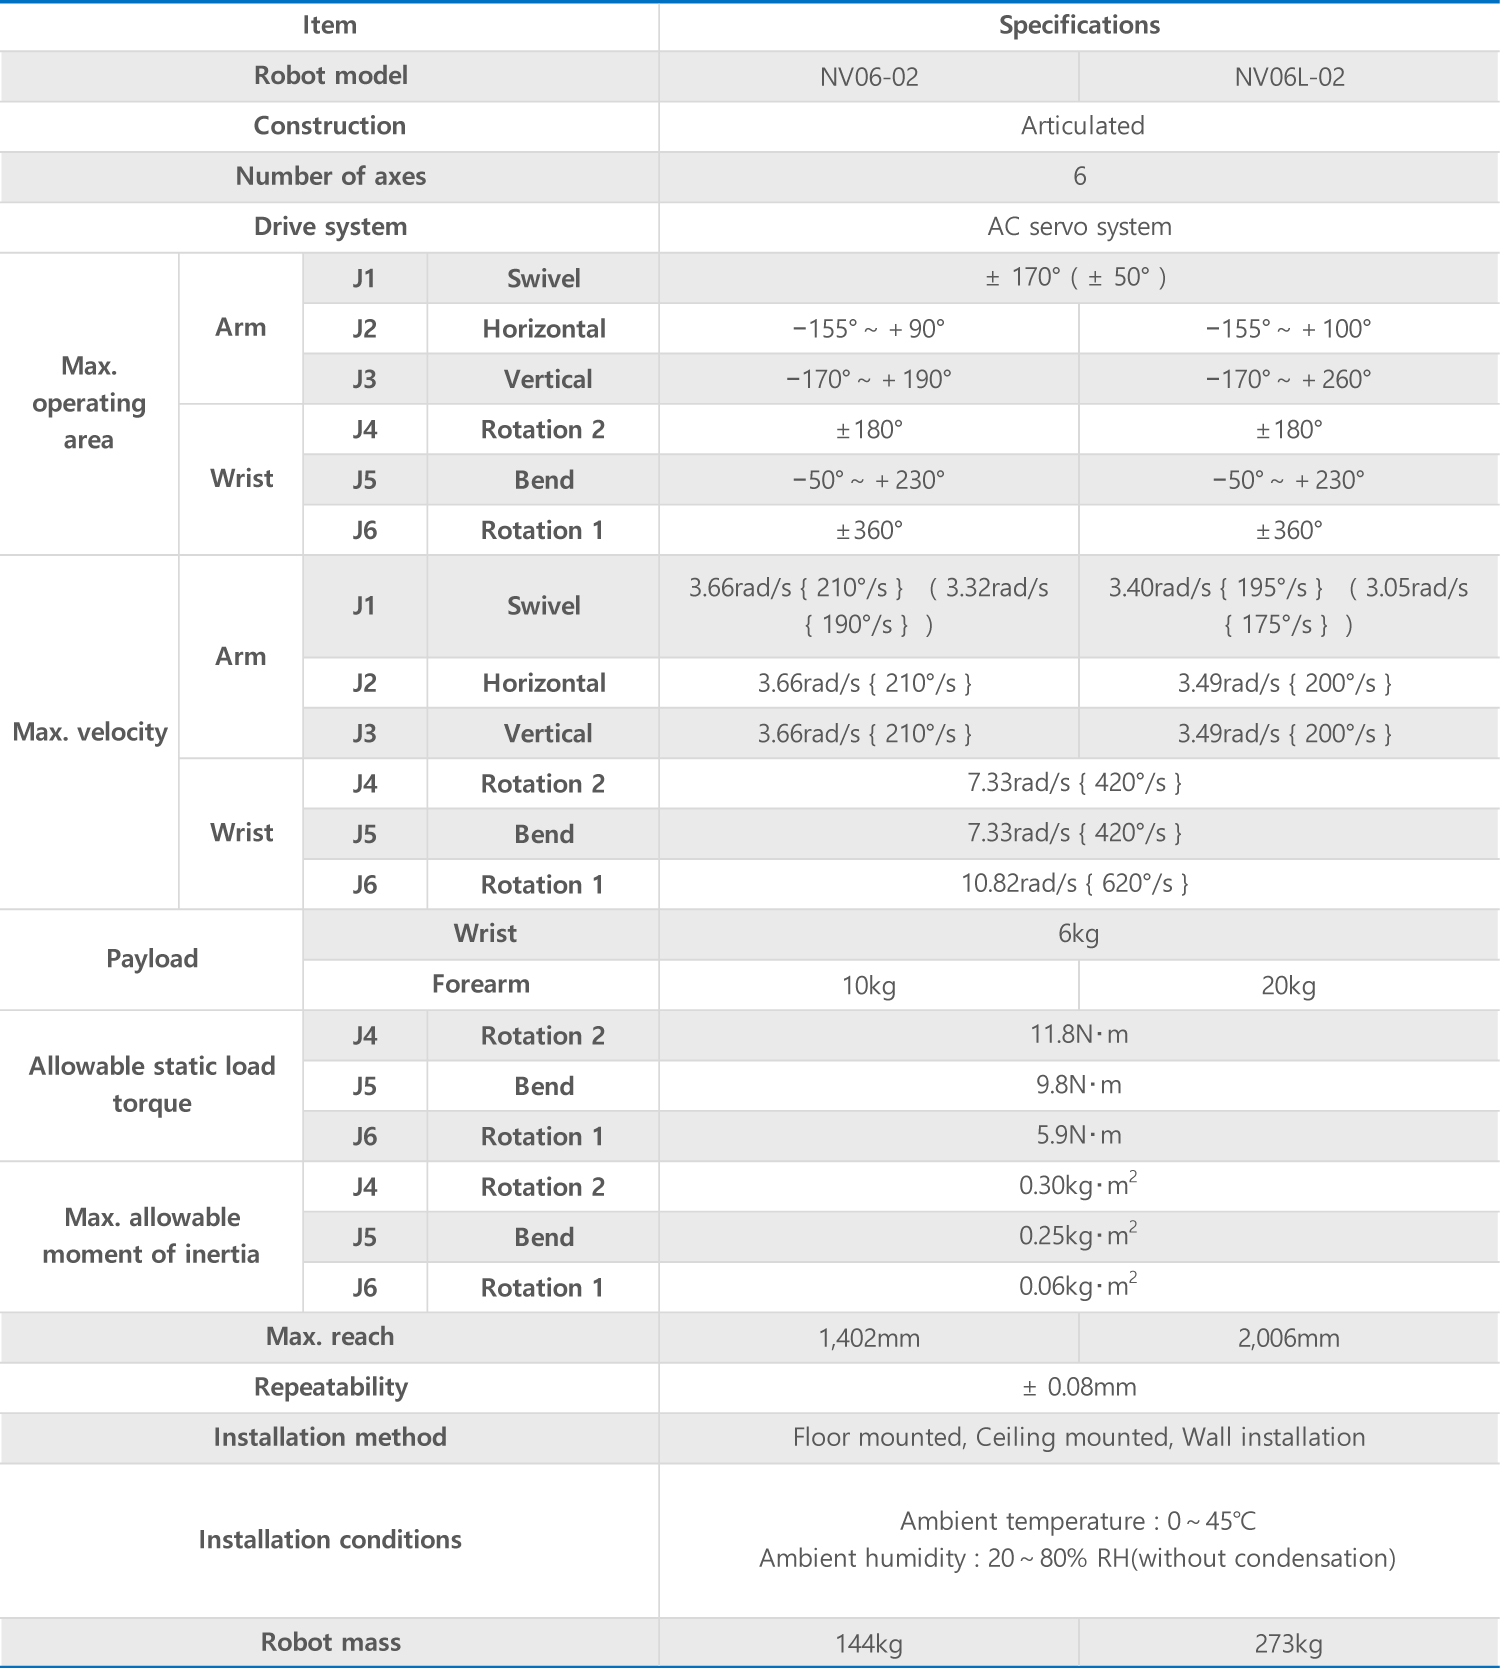 Item Specifications
Robot model NV06-02 NV06L-02
Construction Articulated
Number of axes 6
Drive system AC servo system
Max.
operating
area
Arm
J1 Swivel ± 170° ( ± 50° )
J2 Horizontal −155° ~ +90° −155° ~ +100°
J3 Vertical −170° ~ +190° −170° ~ +260°
Wrist
J4 Rotation 2 ±180° ±180°
J5 Bend −50° ~ +230° −50° ~ +230°
J6 Rotation 1 ±360° ±360°
Max. velocity
Arm
J1 Swivel
3.66rad/s { 210°/s } ( 3.32rad/s
{ 190°/s } )
3.40rad/s { 195°/s } ( 3.05rad/s
{ 175°/s } )
J2 Horizontal 3.66rad/s { 210°/s } 3.49rad/s { 200°/s }
J3 Vertical 3.66rad/s { 210°/s } 3.49rad/s { 200°/s }
Wrist
J4 Rotation 2 7.33rad/s { 420°/s }
J5 Bend 7.33rad/s { 420°/s }
J6 Rotation 1 10.82rad/s { 620°/s }
Payload
Wrist 6kg
Forearm 10kg 20kg
Allowable static load
torque
J4 Rotation 2 11.8N·m
J5 Bend 9.8N·m
J6 Rotation 1 5.9N·m
Max. allowable
moment of inertia
J4 Rotation 2 0.30kg·m²
J5 Bend 0.25kg·m²
J6 Rotation 1 0.06kg·m²
Max. reach 1,402mm 2,006mm
Repeatability ± 0.08mm
Installation method Floor mounted, Ceiling mounted, Wall installation
Installation conditions
Ambient temperature : 0~45℃
Ambient humidity : 20~80% RH(without condensation)
Robot mass 144kg 273kg